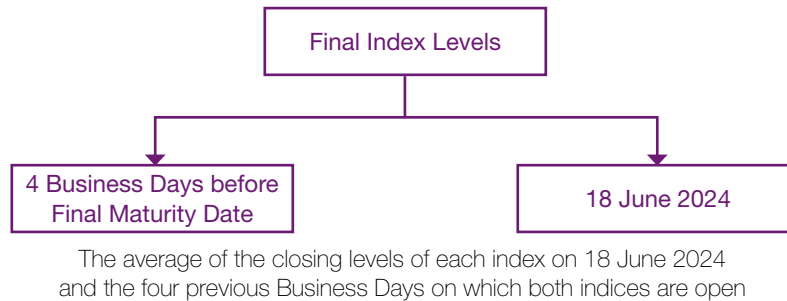 Final Index Levels
4 Business Days before
Final Maturity Date
18 June 2024
The average of the closing levels of each index on 18 June 2024
and the four previous Business Days on which both indices are open